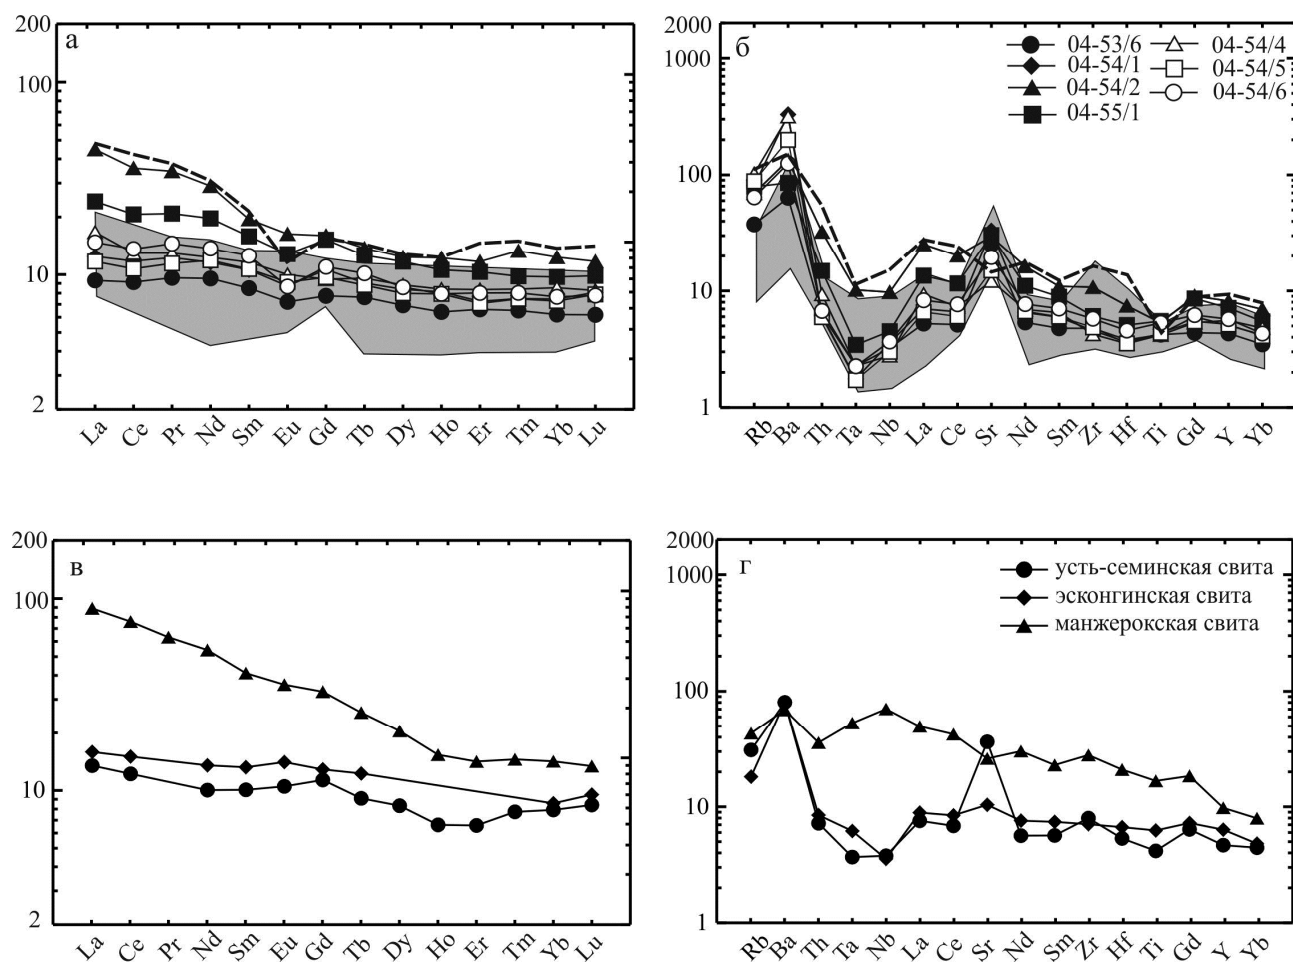 а
200
100
10
2
La Ce Pr Nd Sm Eu Gd Tb Dy Ho Er Tm Yb Lu
б
2000
1000
100
10
1
04-53/6 04-54/4
04-54/1 04-54/5
04-54/2 04-54/6
04-55/1
Rb Ba Th Ta Nb La Ce Sr Nd Sm Zr Hf Ti Gd Y Yb
в
200
100
10
2
La Ce Pr Nd Sm Eu Gd Tb Dy Ho Er Tm Yb Lu
г
2000
1000
100
10
1
усть-семинская свита
эсконгинская свита
манжерокская свита
Rb Ba Th Ta Nb La Ce Sr Nd Sm Zr Hf Ti Gd Y Yb